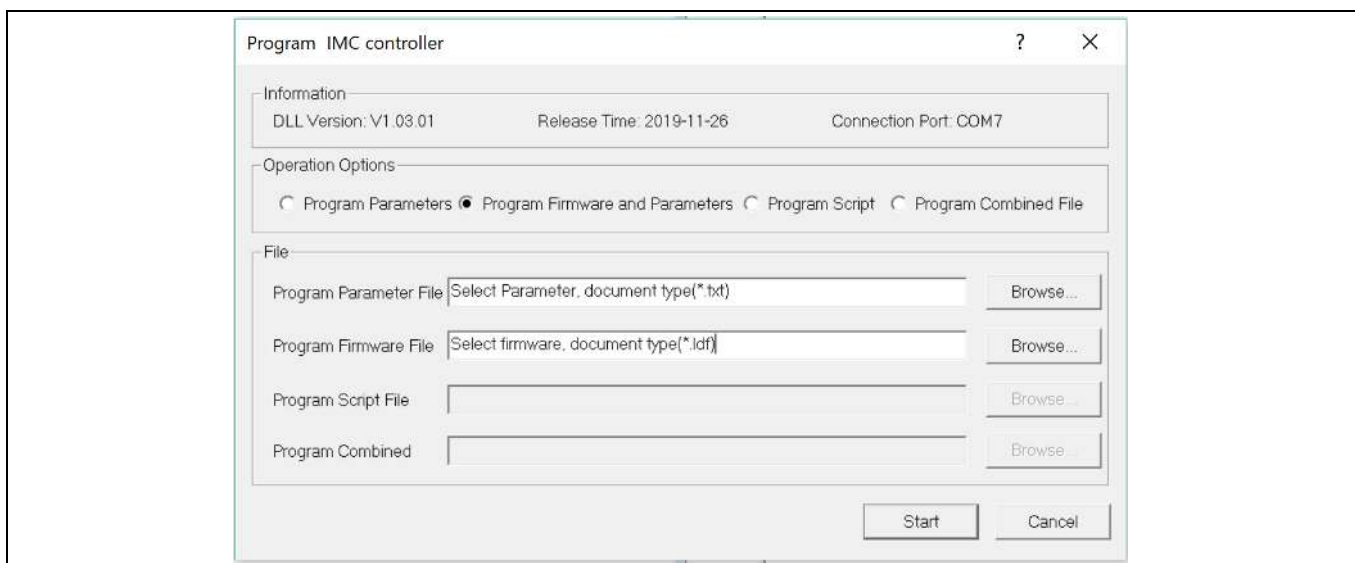 Program IMC controller ? X
Information
DLL Version: V1.03.01 Release Time: 2019-11-26 Connection Port: COM7
Operation Options
Program Parameters Program Firmware and Parameters Program Script Program Combined File
File
Program Parameter File Select Parameter, document type(*.txt) Browse...
Program Firmware File Select firmware, document type(*.ldf) Browse...
Program Script File Browse...
Program Combined Browse...
Start Cancel